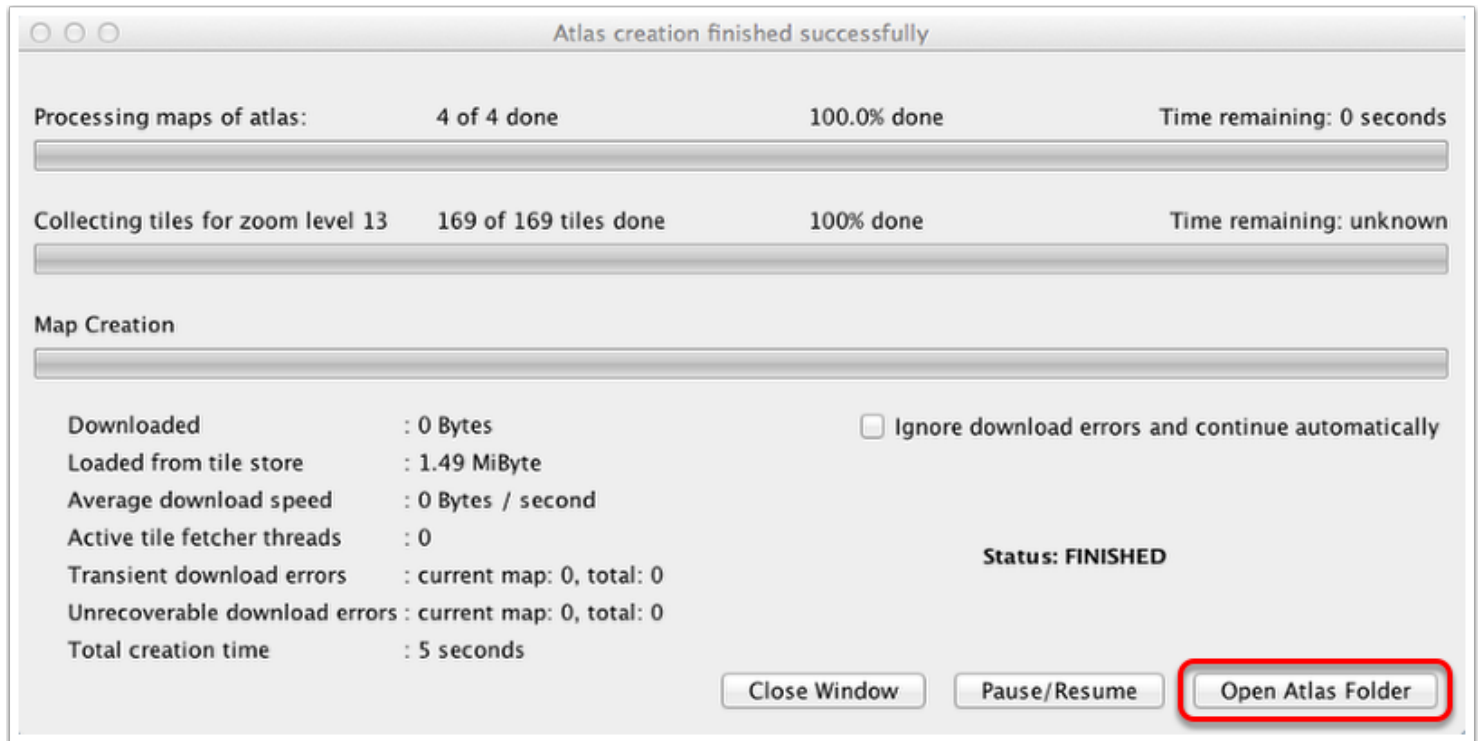 Atlas creation finished successfully
Processing maps of atlas: 4 of 4 done 100.0% done Time remaining: 0 seconds
Collecting tiles for zoom level 13 169 of 169 tiles done 100% done Time remaining: unknown
Map Creation
Downloaded : 0 Bytes Ignore download errors and continue automatically
Loaded from tile store : 1.49 MiByte
Average download speed : 0 Bytes / second
Active tile fetcher threads : 0
Status: FINISHED
Transient download errors : current map: 0, total: 0
Unrecoverable download errors : current map: 0, total: 0
Total creation time : 5 seconds
Close Window Pause/Resume Open Atlas Folder